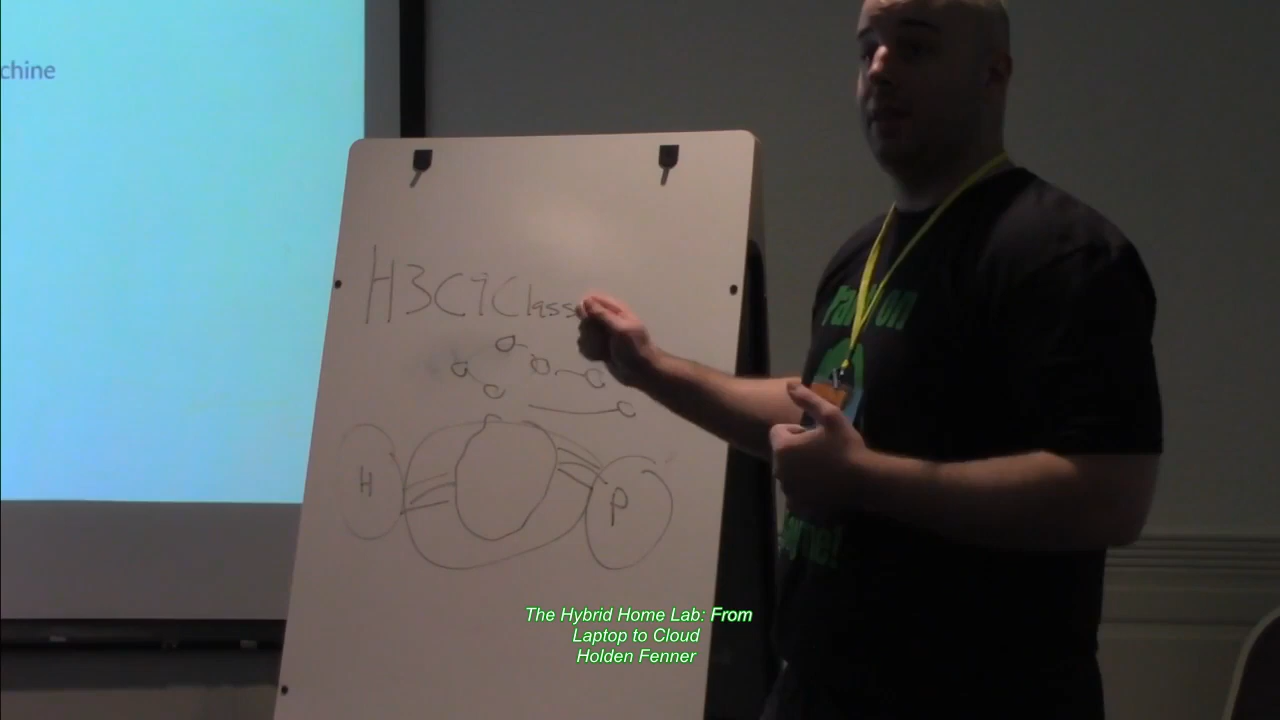 chine
H3C9Class
H
P
The Hybrid Home Lab: From
Laptop to Cloud
Holden Fenner